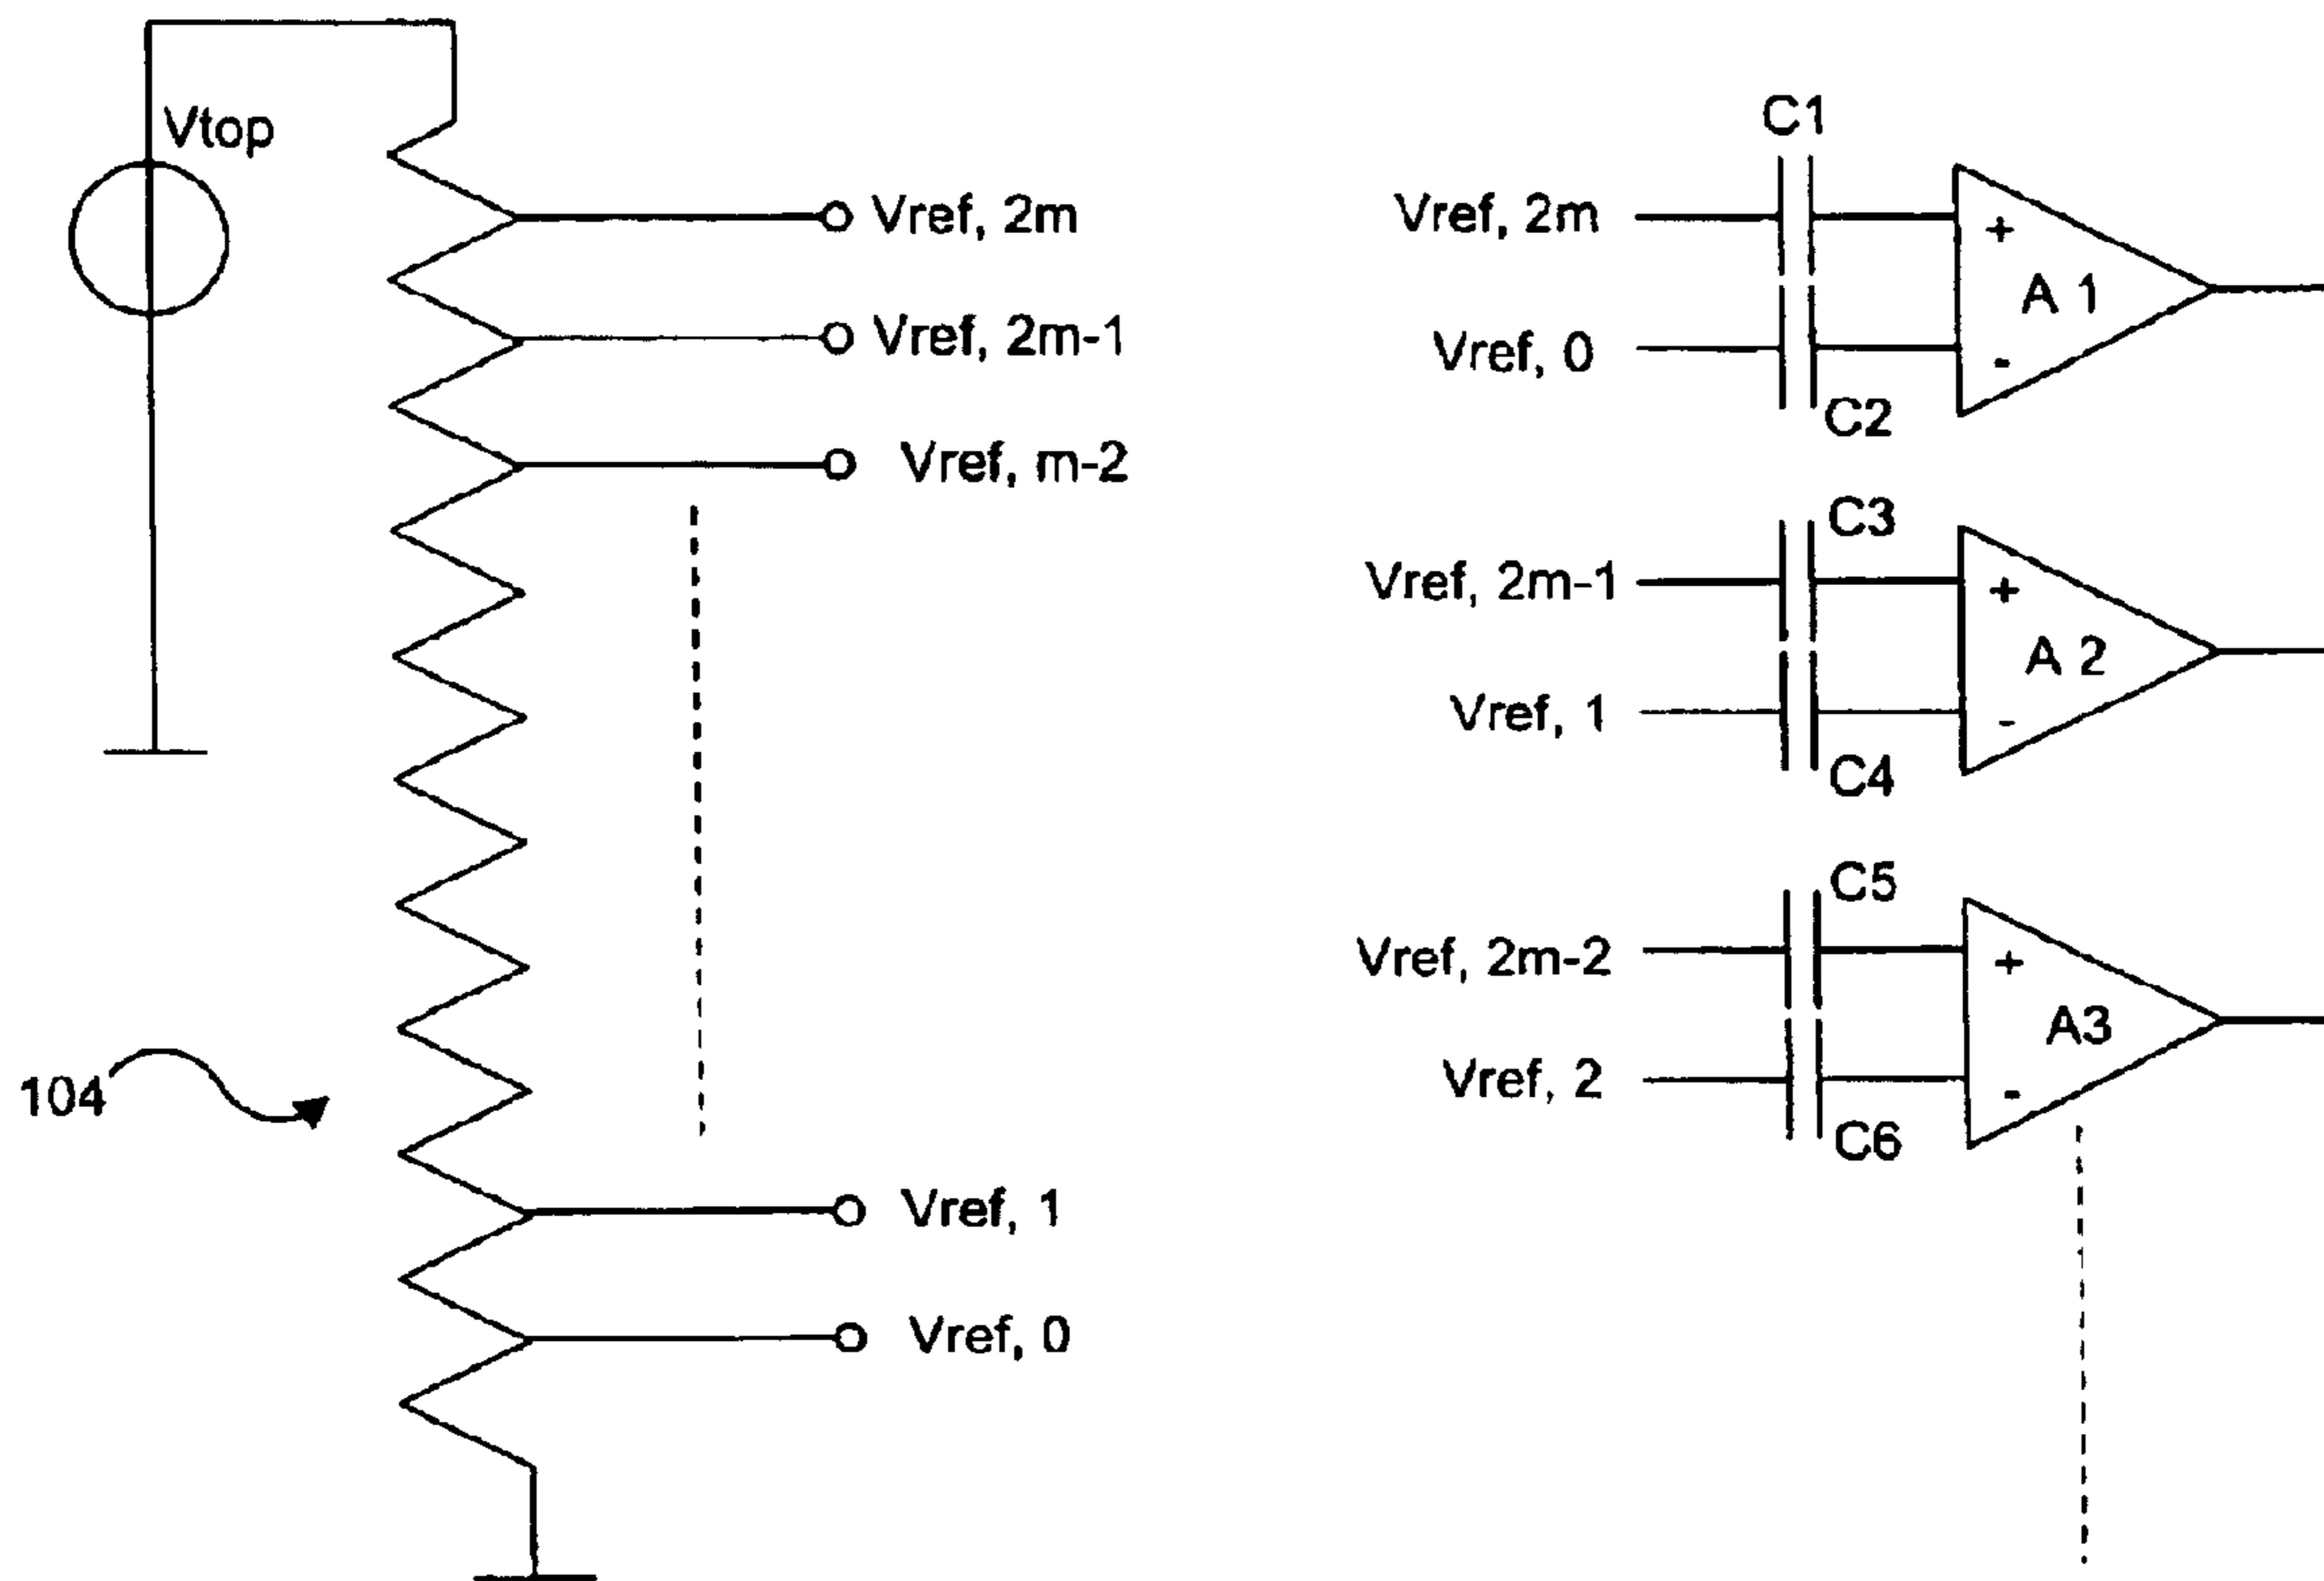 Vtop
Vref, 2m
Vref, 2m-1
Vref, m-2
104
Vref, 1
Vref, 0
C1
Vref, 2m
+
A 1
Vref, 0
-
C2
C3
Vref, 2m-1
+
A 2
Vref, 1
-
C4
C5
Vref, 2m-2
+
A3
Vref, 2
-
C6